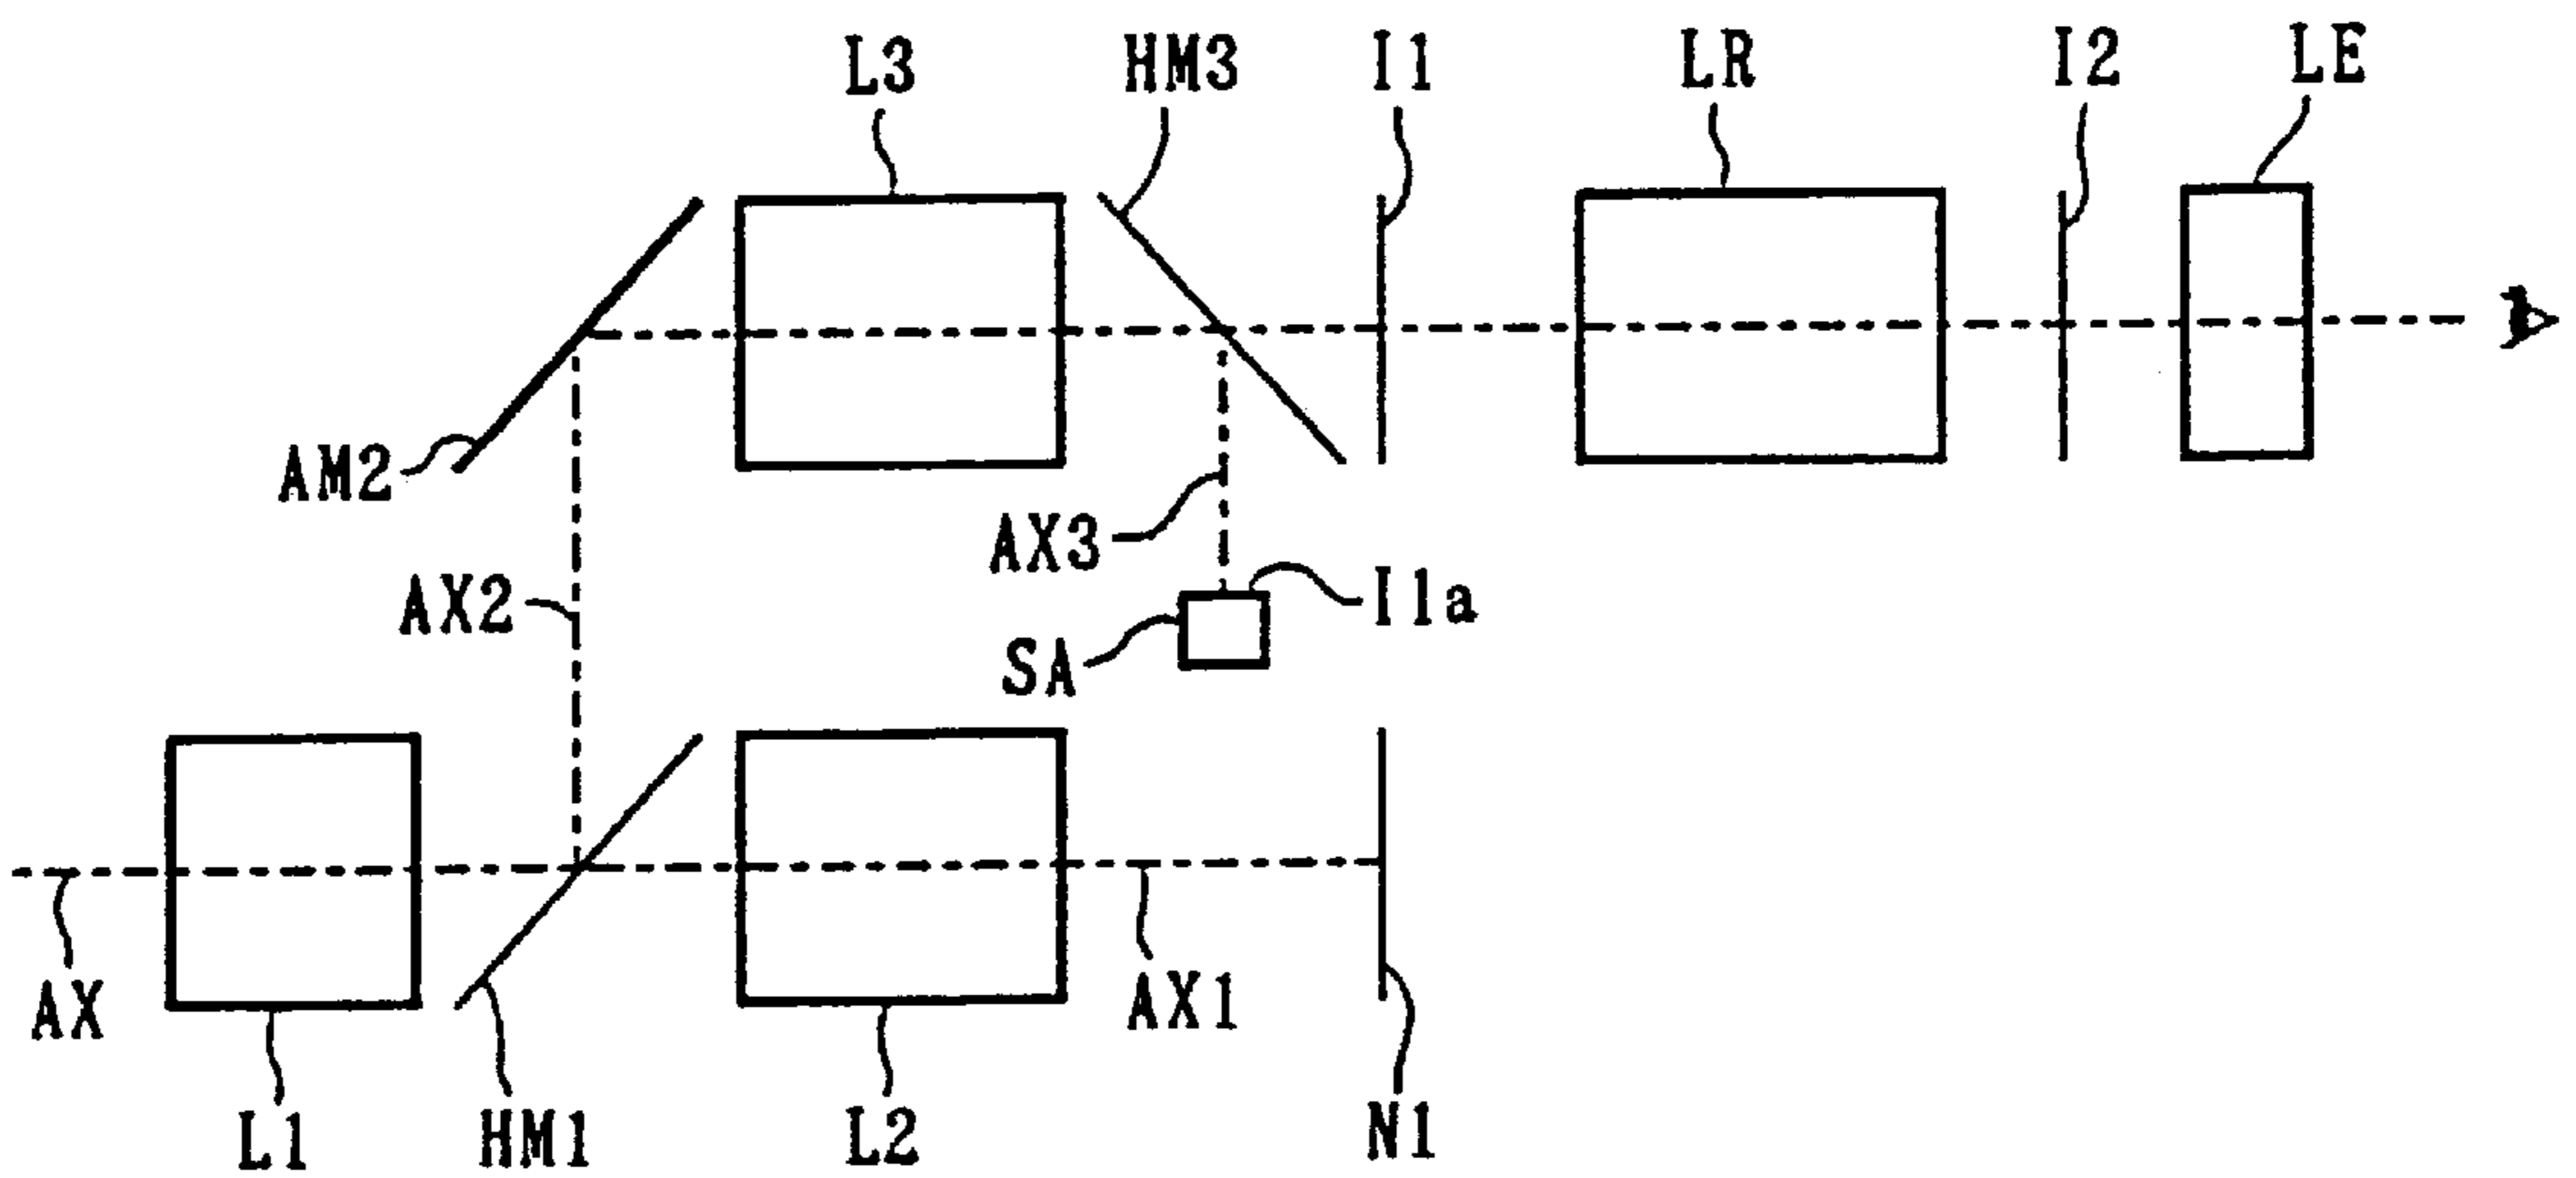 L3 HM3 I1 LR I2 LE
AM2
AX3
AX2
I1a
SA
AX
AX1
L1 HM1 L2 N1